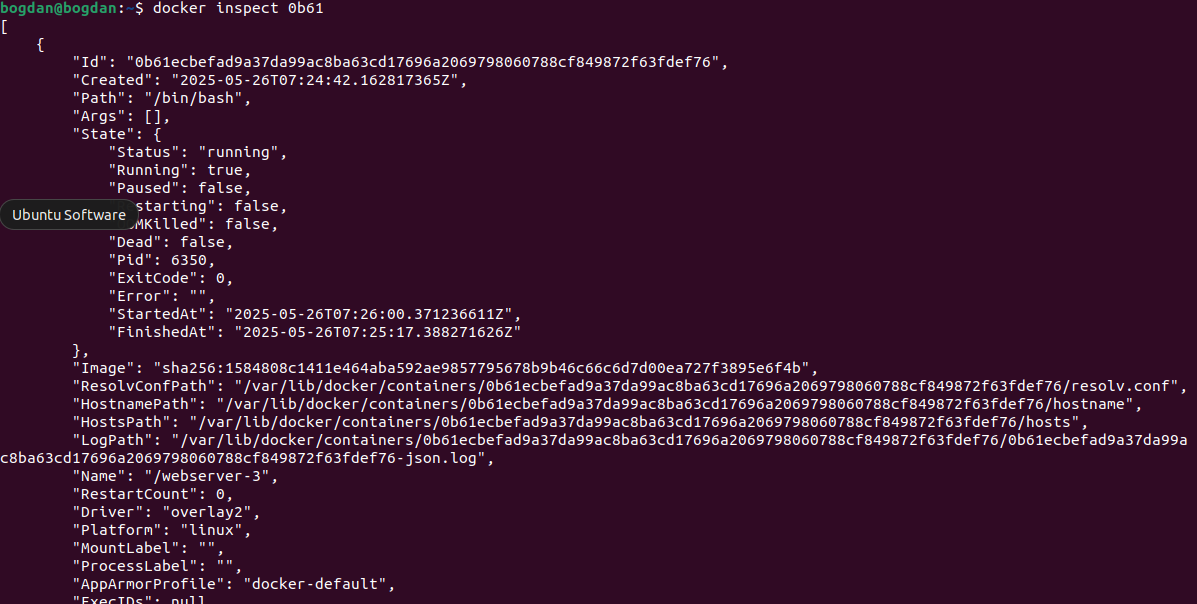 bogdan@bogdan:~$ docker inspect 0b61
[
    {
        "Id": "0b61ecbefad9a37da99ac8ba63cd17696a2069798060788cf849872f63fdef76",
        "Created": "2025-05-26T07:24:42.162817365Z",
        "Path": "/bin/bash",
        "Args": [],
        "State": {
            "Status": "running",
            "Running": true,
            "Paused": false,
Ubuntu Software
starting": false,
MKilled": false,
            "Dead": false,
            "Pid": 6350,
            "ExitCode": 0,
            "Error": "",
            "StartedAt": "2025-05-26T07:26:00.371236611Z",
            "FinishedAt": "2025-05-26T07:25:17.388271626Z"
        },
        "Image": "sha256:1584808c1411e464aba592ae9857795678b9b46c66c6d7d00ea727f3895e6f4b",
        "ResolvConfPath": "/var/lib/docker/containers/0b61ecbefad9a37da99ac8ba63cd17696a2069798060788cf849872f63fdef76/resolv.conf",
        "HostnamePath": "/var/lib/docker/containers/0b61ecbefad9a37da99ac8ba63cd17696a2069798060788cf849872f63fdef76/hostname",
        "HostsPath": "/var/lib/docker/containers/0b61ecbefad9a37da99ac8ba63cd17696a2069798060788cf849872f63fdef76/hosts",
        "LogPath": "/var/lib/docker/containers/0b61ecbefad9a37da99ac8ba63cd17696a2069798060788cf849872f63fdef76/0b61ecbefad9a37da99a
c8ba63cd17696a2069798060788cf849872f63fdef76-json.log",
        "Name": "/webserver-3",
        "RestartCount": 0,
        "Driver": "overlay2",
        "Platform": "linux",
        "MountLabel": "",
        "ProcessLabel": "",
        "AppArmorProfile": "docker-default",
        "ExecIDs": null